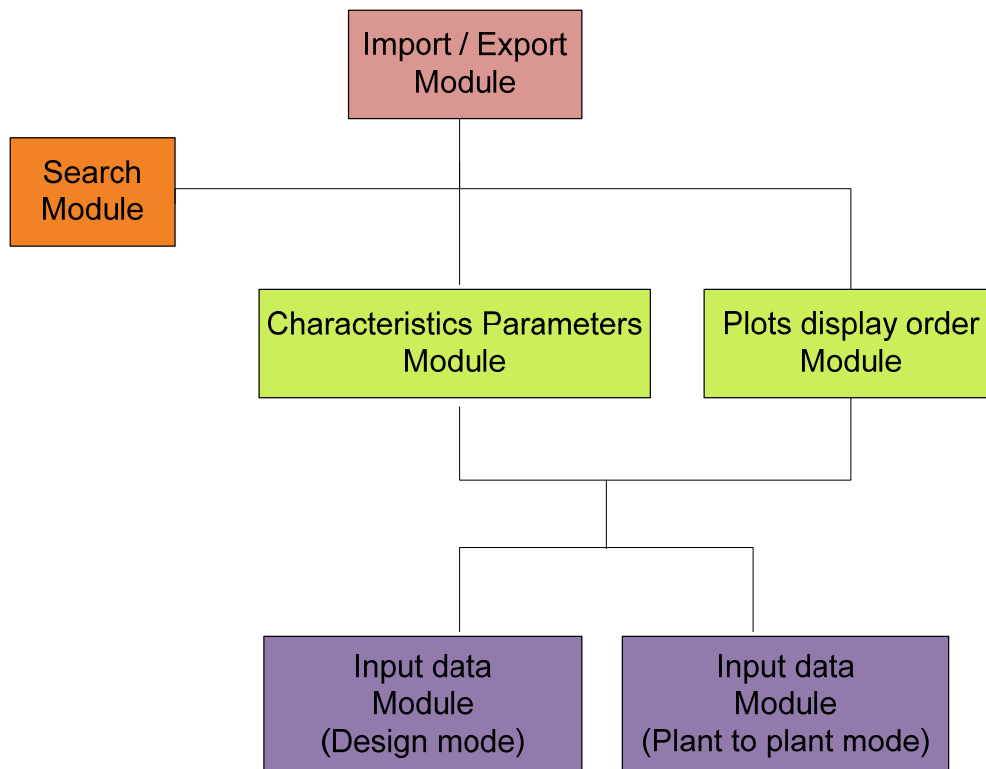 Import / Export
Module
Search
Module
Characteristics Parameters
Module
Plots display order
Module
Input data
Module
(Design mode)
Input data
Module
(Plant to plant mode)